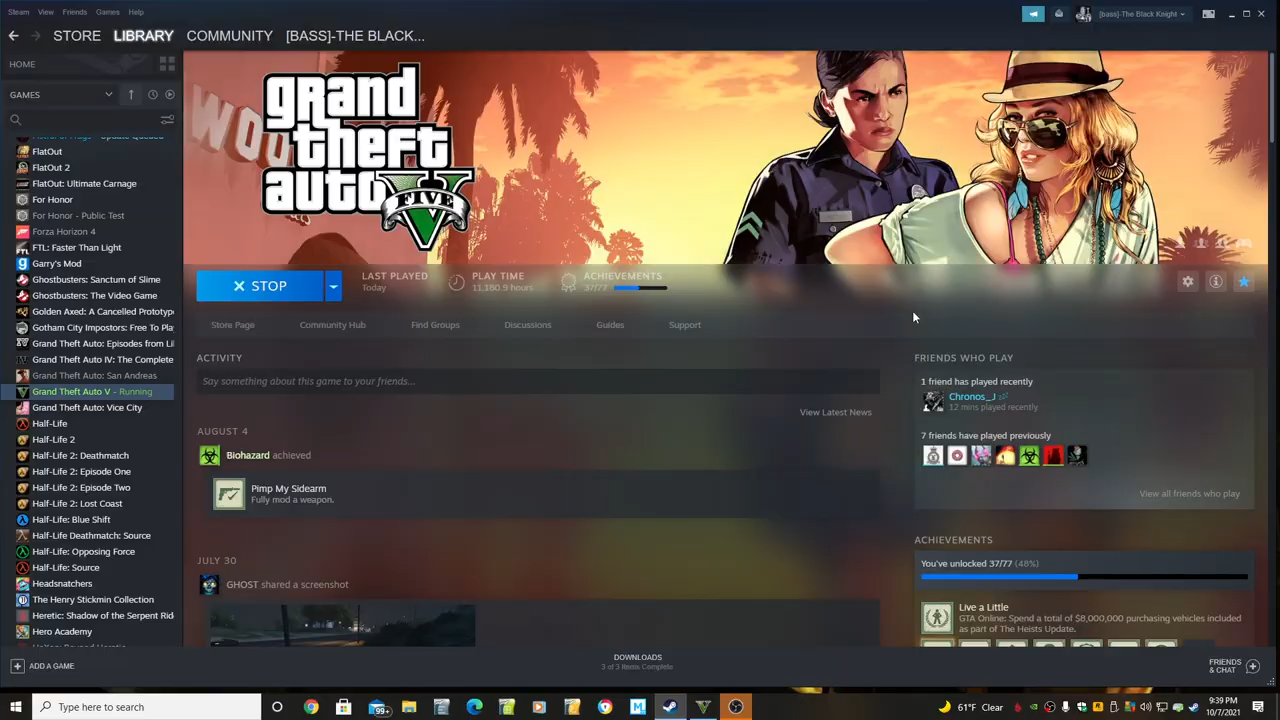 Steam View Friends Games Help
[bass]-The Black Knight
STORE LIBRARY COMMUNITY [BASS]-THE BLACK...
HOME
GAMES
FlatOut
FlatOut 2
FlatOut: Ultimate Carnage
For Honor
For Honor - Public Test
Forza Horizon 4
FTL: Faster Than Light
Garry's Mod
Ghostbusters: Sanctum of Slime
Ghostbusters: The Video Game
Golden Axed: A Cancelled Prototype
Gotham City Impostors: Free To Pla
Grand Theft Auto: Episodes from Li
Grand Theft Auto IV: The Complete
Grand Theft Auto: San Andreas
Grand Theft Auto V - Running
Grand Theft Auto: Vice City
Half-Life
Half-Life 2
Half-Life 2: Deathmatch
Half-Life 2: Episode One
Half-Life 2: Episode Two
Half-Life 2: Lost Coast
Half-Life: Blue Shift
Half-Life Deathmatch: Source
Half-Life: Opposing Force
Half-Life: Source
Headsnatchers
The Henry Stickmin Collection
Heretic: Shadow of the Serpent Rid
Hero Academy
ADD A GAME
grand
theft
auto
FIVE
STOP
LAST PLAYED
Today
PLAY TIME
11,180.9 hours
ACHIEVEMENTS
37/77
Store Page Community Hub Find Groups Discussions Guides Support
ACTIVITY
Say something about this game to your friends...
View Latest News
AUGUST 4
Biohazard achieved
Pimp My Sidearm
Fully mod a weapon.
JULY 30
GHOST shared a screenshot
FRIENDS WHO PLAY
1 friend has played recently
Chronos_J zzz
12 mins played recently
7 friends have played previously
View all friends who play
ACHIEVEMENTS
You've unlocked 37/77 (48%)
Live a Little
GTA Online: Spend a total of $8,000,000 purchasing vehicles included
as part of The Heists Update.
DOWNLOADS
3 of 3 Items Complete
FRIENDS
& CHAT
Type here to search
99+
61°F Clear
9:39 PM
10/7/2021